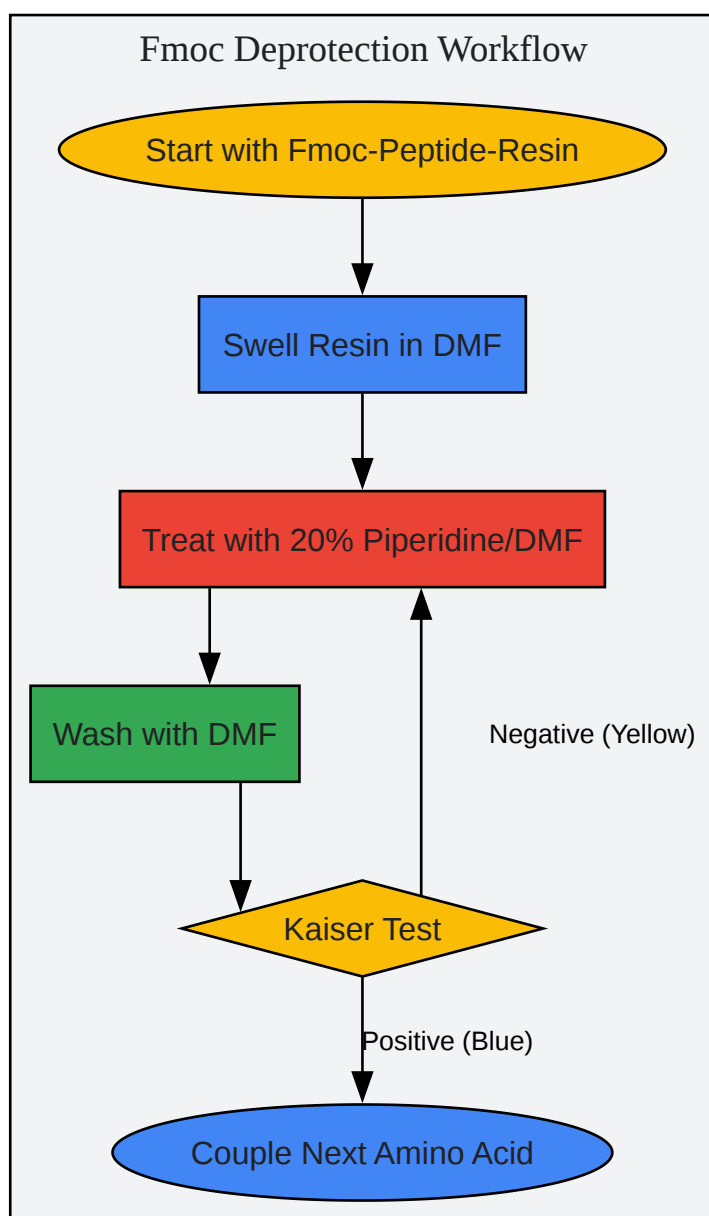 Fmoc Deprotection Workflow
Start with Fmoc-Peptide-Resin
Swell Resin in DMF
Treat with 20% Piperidine/DMF
Wash with DMF
Negative (Yellow)
Kaiser Test
Positive (Blue)
Couple Next Amino Acid